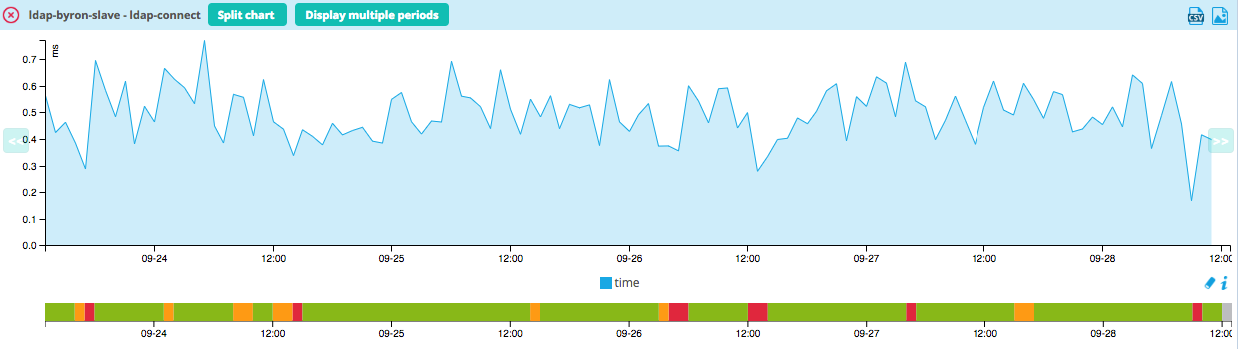 ldap-byron-slave - ldap-connect Split chart Display multiple periods CSV
ms
0.7
0.6
0.5
0.4
<< >>
0.3
0.2
0.1
0.0
09-24 12:00 09-25 12:00 09-26 12:00 09-27 12:00 09-28 12:00
time
09-24 12:00 09-25 12:00 09-26 12:00 09-27 12:00 09-28 12:00